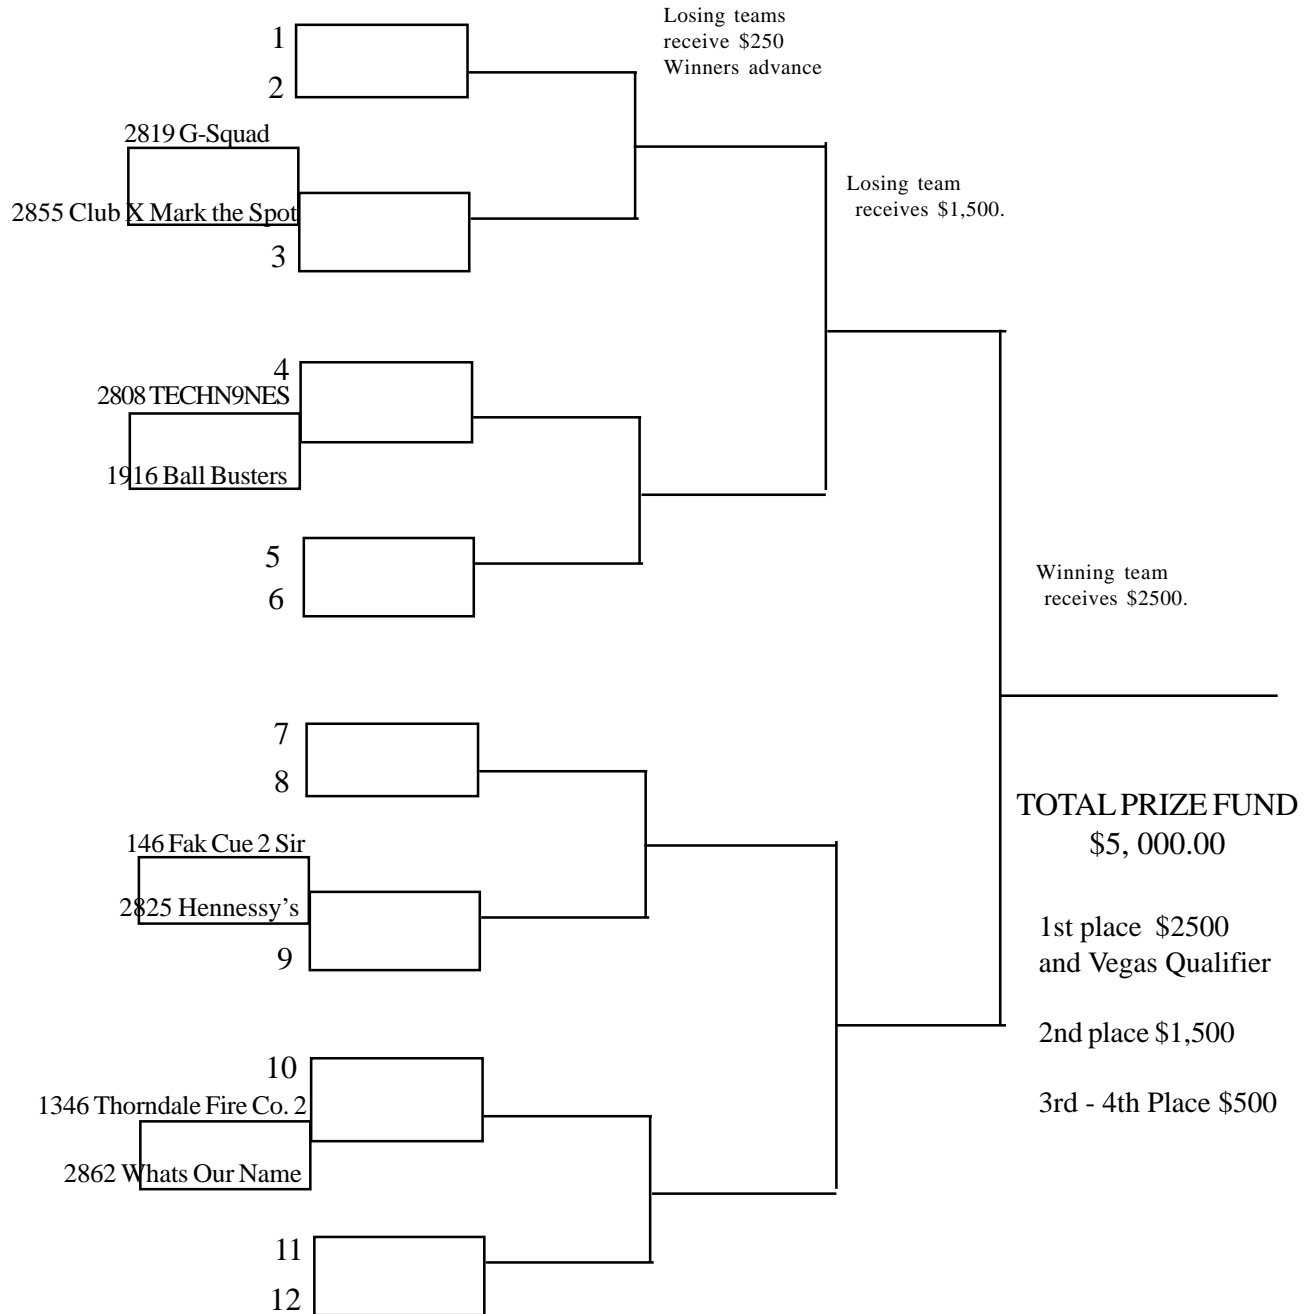 Losing teams
receive $250
Winners advance
1
2
2819 G-Squad
2855 Club X Mark the Spot
3
Losing team
receives $1,500.
4
2808 TECHN9NES
1916 Ball Busters
5
6
Winning team
receives $2500.
7
8
146 Fak Cue 2 Sir
2825 Hennessy's
9
10
1346 Thorndale Fire Co. 2
2862 Whats Our Name
11
12
TOTAL PRIZE FUND
$5, 000.00
1st place $2500
and Vegas Qualifier
2nd place $1,500
3rd - 4th Place $500